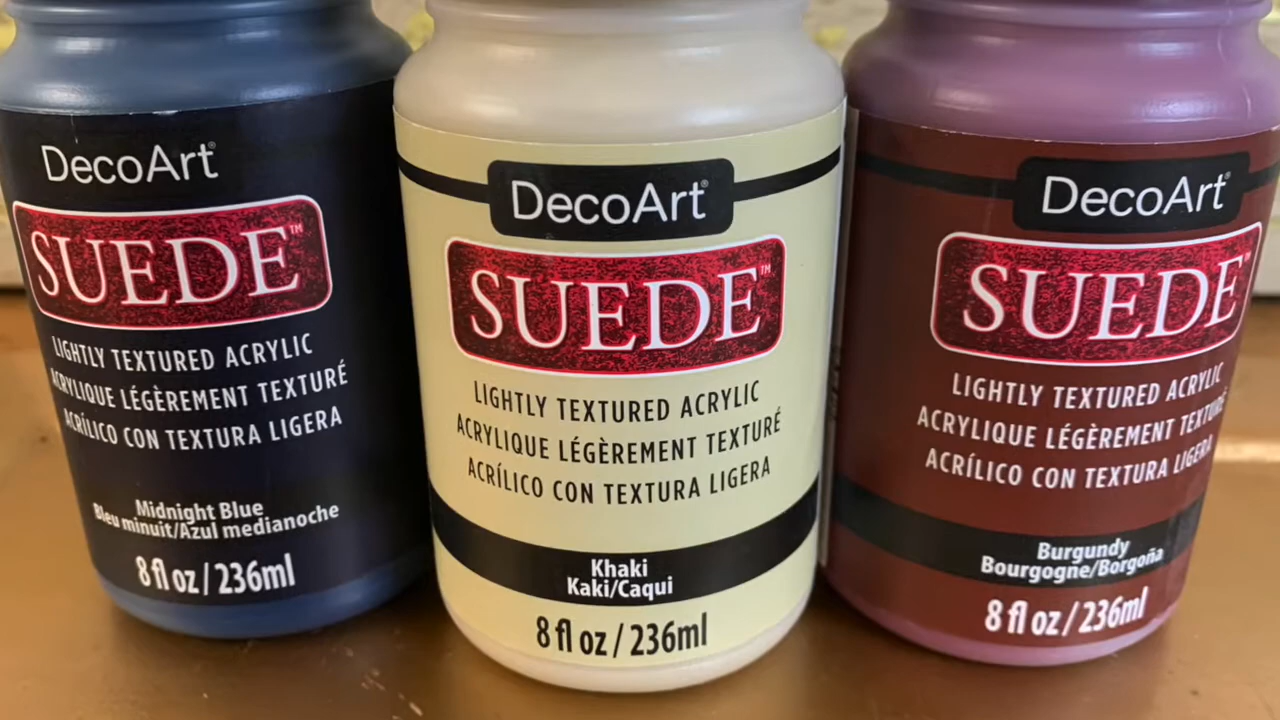 DecoArt®
SUEDE™
LIGHTLY TEXTURED ACRYLIC
ACRYLIQUE LÉGÈREMENT TEXTURÉ
ACRÍLICO CON TEXTURA LIGERA
Midnight Blue
Bleu minuit/Azul medianoche
8 fl oz / 236ml
DecoArt®
SUEDE™
LIGHTLY TEXTURED ACRYLIC
ACRYLIQUE LÉGÈREMENT TEXTURÉ
ACRÍLICO CON TEXTURA LIGERA
Khaki
Kaki/Caqui
8 fl oz / 236ml
DecoArt®
SUEDE™
LIGHTLY TEXTURED ACRYLIC
ACRYLIQUE LÉGÈREMENT TEXTURÉ
ACRÍLICO CON TEXTURA LIGERA
Burgundy
Bourgogne/Borgoña
8 fl oz / 236ml